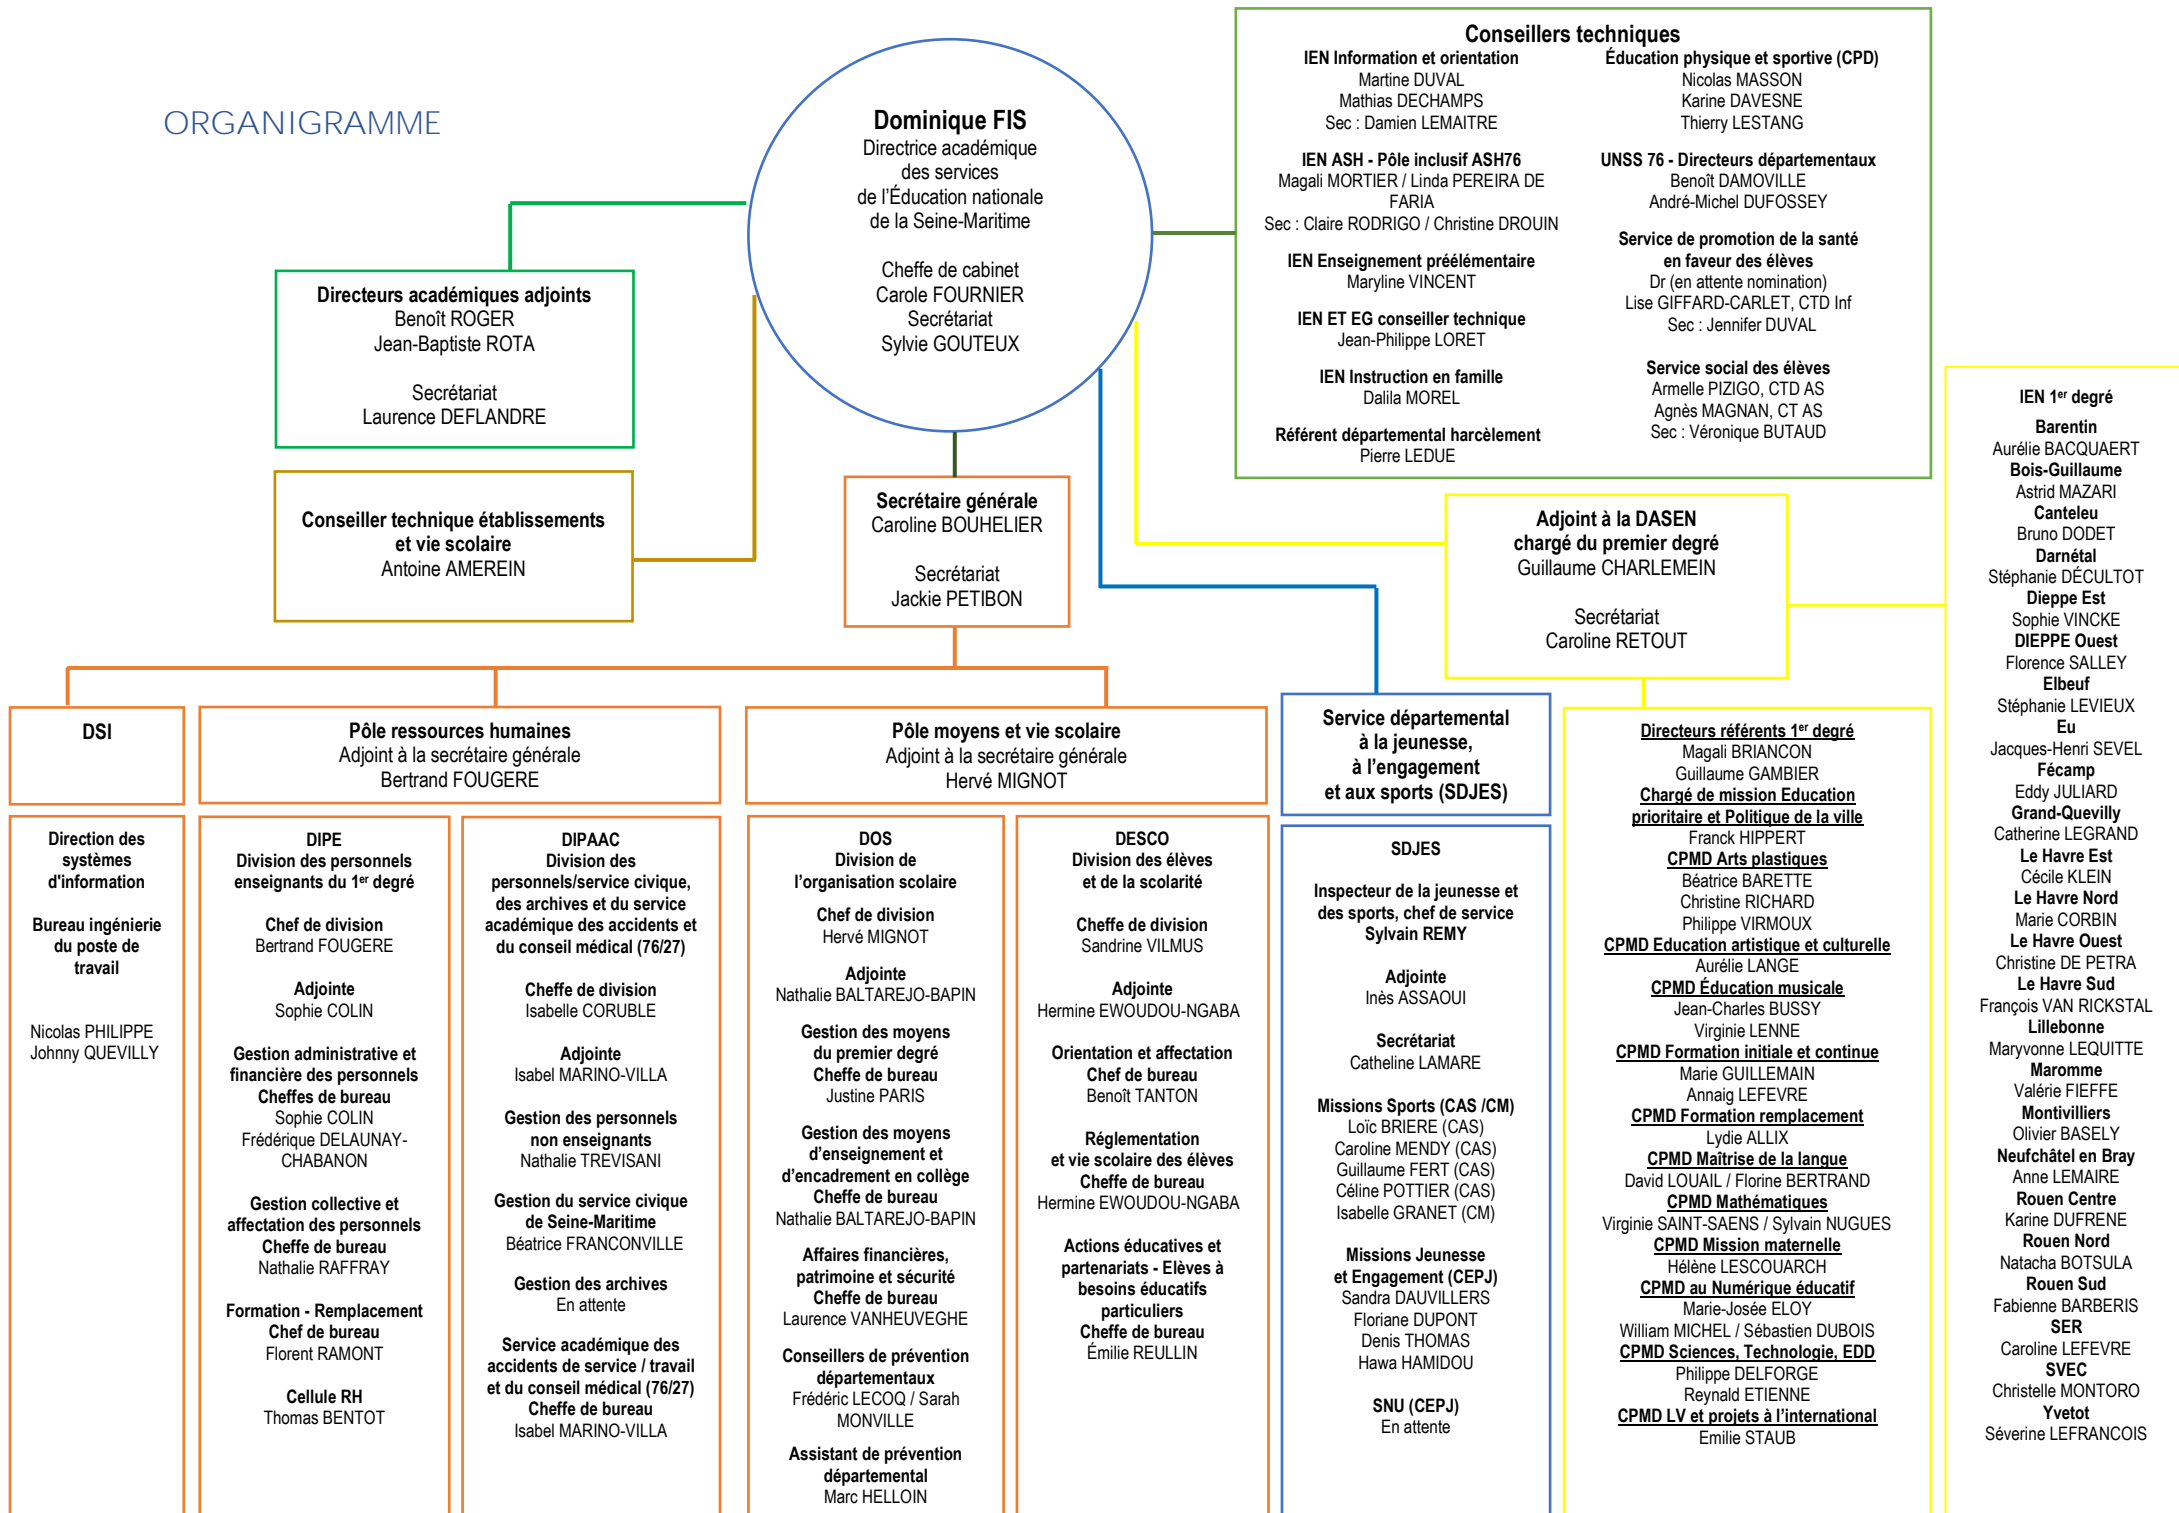 ORGANIGRAMME
Dominique FIS
Directrice académique
des services
de l'Éducation nationale
de la Seine-Maritime
Cheffe de cabinet
Carole FOURNIER
Secrétariat
Sylvie GOUTEUX
Conseillers techniques
IEN Information et orientation
Martine DUVAL
Mathias DECHAMPS
Sec : Damien LEMAITRE
IEN ASH - Pôle inclusif ASH76
Magali MORTIER / Linda PEREIRA DE
FARIA
Sec : Claire RODRIGO / Christine DROUIN
IEN Enseignement préélémentaire
Maryline VINCENT
IEN ET EG conseiller technique
Jean-Philippe LORET
IEN Instruction en famille
Dalila MOREL
Référent départemental harcèlement
Pierre LEDUE
Éducation physique et sportive (CPD)
Nicolas MASSON
Karine DAVESNE
Thierry LESTANG
UNSS 76 - Directeurs départementaux
Benoît DAMOVILLE
André-Michel DUFOSSEY
Service de promotion de la santé
en faveur des élèves
Dr (en attente nomination)
Lise GIFFARD-CARLET, CTD Inf
Sec : Jennifer DUVAL
Service social des élèves
Armelle PIZIGO, CTD AS
Agnès MAGNAN, CT AS
Sec : Véronique BUTAUD
Directeurs académiques adjoints
Benoît ROGER
Jean-Baptiste ROTA
Secrétariat
Laurence DEFLANDRE
Conseiller technique établissements
et vie scolaire
Antoine AMEREIN
Secrétaire générale
Caroline BOUHELIER
Secrétariat
Jackie PETIBON
Adjoint à la DASEN
chargé du premier degré
Guillaume CHARLEMEIN
Secrétariat
Caroline RETOUT
IEN 1er degré
Barentin
Aurélie BACQUAERT
Bois-Guillaume
Astrid MAZARI
Canteleu
Bruno DODET
Darnétal
Stéphanie DÉCULTOT
Dieppe Est
Sophie VINCKE
DIEPPE Ouest
Florence SALLEY
Elbeuf
Stéphanie LEVIEUX
Eu
Jacques-Henri SEVEL
Fécamp
Eddy JULIARD
Grand-Quevilly
Catherine LEGRAND
Le Havre Est
Cécile KLEIN
Le Havre Nord
Marie CORBIN
Le Havre Ouest
Christine DE PETRA
Le Havre Sud
François VAN RICKSTAL
Lillebonne
Maryvonne LEQUITTE
Maromme
Valérie FIEFFE
Montivilliers
Olivier BASELY
Neufchâtel en Bray
Anne LEMAIRE
Rouen Centre
Karine DUFRENE
Rouen Nord
Natacha BOTSULA
Rouen Sud
Fabienne BARBERIS
SER
Caroline LEFEVRE
SVEC
Christelle MONTORO
Yvetot
Séverine LEFRANCOIS
DSI
Direction des
systèmes
d'information
Bureau ingénierie
du poste de
travail
Nicolas PHILIPPE
Johnny QUEVILLY
Pôle ressources humaines
Adjoint à la secrétaire générale
Bertrand FOUGERE
DIPE
Division des personnels
enseignants du 1er degré
Chef de division
Bertrand FOUGERE
Adjointe
Sophie COLIN
Gestion administrative et
financière des personnels
Cheffes de bureau
Sophie COLIN
Frédérique DELAUNAY-
CHABANON
Gestion collective et
affectation des personnels
Cheffe de bureau
Nathalie RAFFRAY
Formation - Remplacement
Chef de bureau
Florent RAMONT
Cellule RH
Thomas BENTOT
DIPAAC
Division des
personnels/service civique,
des archives et du service
académique des accidents et
du conseil médical (76/27)
Cheffe de division
Isabelle CORUBLE
Adjointe
Isabel MARINO-VILLA
Gestion des personnels
non enseignants
Nathalie TREVISANI
Gestion du service civique
de Seine-Maritime
Béatrice FRANCONVILLE
Gestion des archives
En attente
Service académique des
accidents de service / travail
et du conseil médical (76/27)
Cheffe de bureau
Isabel MARINO-VILLA
Pôle moyens et vie scolaire
Adjoint à la secrétaire générale
Hervé MIGNOT
DOS
Division de
l'organisation scolaire
Chef de division
Hervé MIGNOT
Adjointe
Nathalie BALTAREJO-BAPIN
Gestion des moyens
du premier degré
Cheffe de bureau
Justine PARIS
Gestion des moyens
d'enseignement et
d'encadrement en collège
Cheffe de bureau
Nathalie BALTAREJO-BAPIN
Affaires financières,
patrimoine et sécurité
Cheffe de bureau
Laurence VANHEUVEGHE
Conseillers de prévention
départementaux
Frédéric LECOQ / Sarah
MONVILLE
Assistant de prévention
départemental
Marc HELLOIN
DESCO
Division des élèves
et de la scolarité
Cheffe de division
Sandrine VILMUS
Adjointe
Hermine EWOUDOU-NGABA
Orientation et affectation
Chef de bureau
Benoît TANTON
Réglementation
et vie scolaire des élèves
Cheffe de bureau
Hermine EWOUDOU-NGABA
Actions éducatives et
partenariats - Elèves à
besoins éducatifs
particuliers
Cheffe de bureau
Émilie REULLIN
Service départemental
à la jeunesse,
à l'engagement
et aux sports (SDJES)
SDJES
Inspecteur de la jeunesse et
des sports, chef de service
Sylvain REMY
Adjointe
Inès ASSAOUI
Secrétariat
Catheline LAMARE
Missions Sports (CAS /CM)
Loïc BRIERE (CAS)
Caroline MENDY (CAS)
Guillaume FERT (CAS)
Céline POTTIER (CAS)
Isabelle GRANET (CM)
Missions Jeunesse
et Engagement (CEPJ)
Sandra DAUVILLERS
Floriane DUPONT
Denis THOMAS
Hawa HAMIDOU
SNU (CEPJ)
En attente
Directeurs référents 1er degré
Magali BRIANCON
Guillaume GAMBIER
Chargé de mission Education
prioritaire et Politique de la ville
Franck HIPPERT
CPMD Arts plastiques
Béatrice BARETTE
Christine RICHARD
Philippe VIRMOUX
CPMD Education artistique et culturelle
Aurélie LANGE
CPMD Éducation musicale
Jean-Charles BUSSY
Virginie LENNE
CPMD Formation initiale et continue
Marie GUILLEMAIN
Annaig LEFEVRE
CPMD Formation remplacement
Lydie ALLIX
CPMD Maîtrise de la langue
David LOUAIL / Florine BERTRAND
CPMD Mathématiques
Virginie SAINT-SAENS / Sylvain NUGUES
CPMD Mission maternelle
Hélène LESCOUARCH
CPMD au Numérique éducatif
Marie-Josée ELOY
William MICHEL / Sébastien DUBOIS
CPMD Sciences, Technologie, EDD
Philippe DELFORGE
Reynald ETIENNE
CPMD LV et projets à l'international
Emilie STAUB